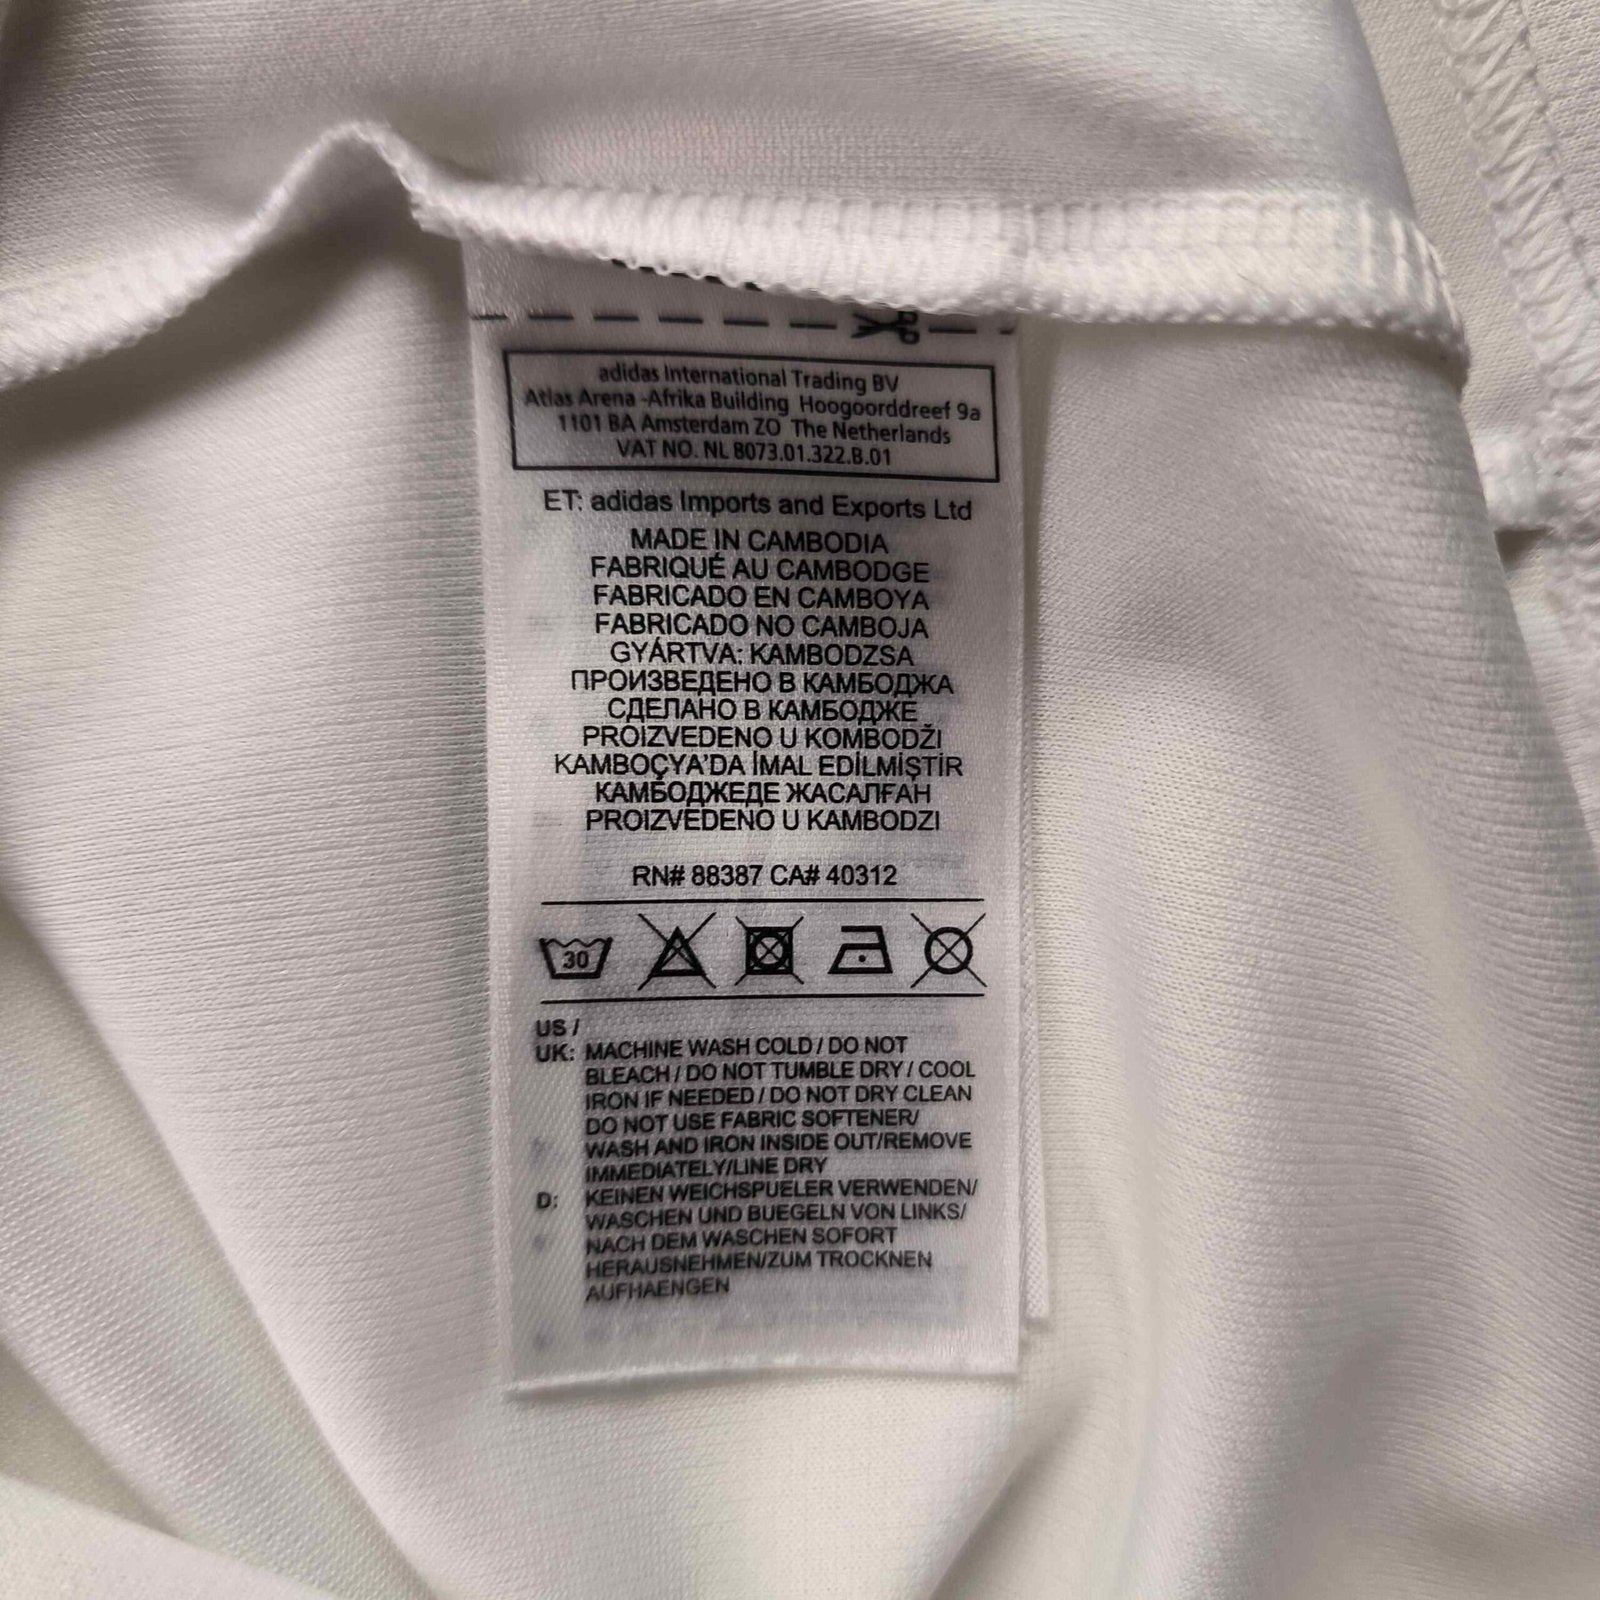 adidas International Trading BV
Atlas Arena -Afrika Building Hoogoorddreef 9a
1101 BA Amsterdam ZO The Netherlands
VAT NO. NL 8073.01.322.B.01
ET: adidas Imports and Exports Ltd
MADE IN CAMBODIA
FABRIQUÉ AU CAMBODGE
FABRICADO EN CAMBOYA
FABRICADO NO CAMBOJA
GYÁRTVA: KAMBODZSA
ПРОИЗВЕДЕНО В КАМБОДЖА
СДЕЛАНО В КАМБОДЖЕ
PROIZVEDENO U KOMBODŽI
KAMBOÇYA'DA İMAL EDİLMİŞTİR
КАМБОДЖЕДЕ ЖАСАЛҒАН
PROIZVEDENO U KAMBODZI
RN# 88387 CA# 40312
30
US /
UK: MACHINE WASH COLD / DO NOT
BLEACH / DO NOT TUMBLE DRY / COOL
IRON IF NEEDED / DO NOT DRY CLEAN
DO NOT USE FABRIC SOFTENER/
WASH AND IRON INSIDE OUT/REMOVE
IMMEDIATELY/LINE DRY
D: KEINEN WEICHSPUELER VERWENDEN/
WASCHEN UND BUEGELN VON LINKS/
NACH DEM WASCHEN SOFORT
HERAUSNEHMEN/ZUM TROCKNEN
AUFHAENGEN